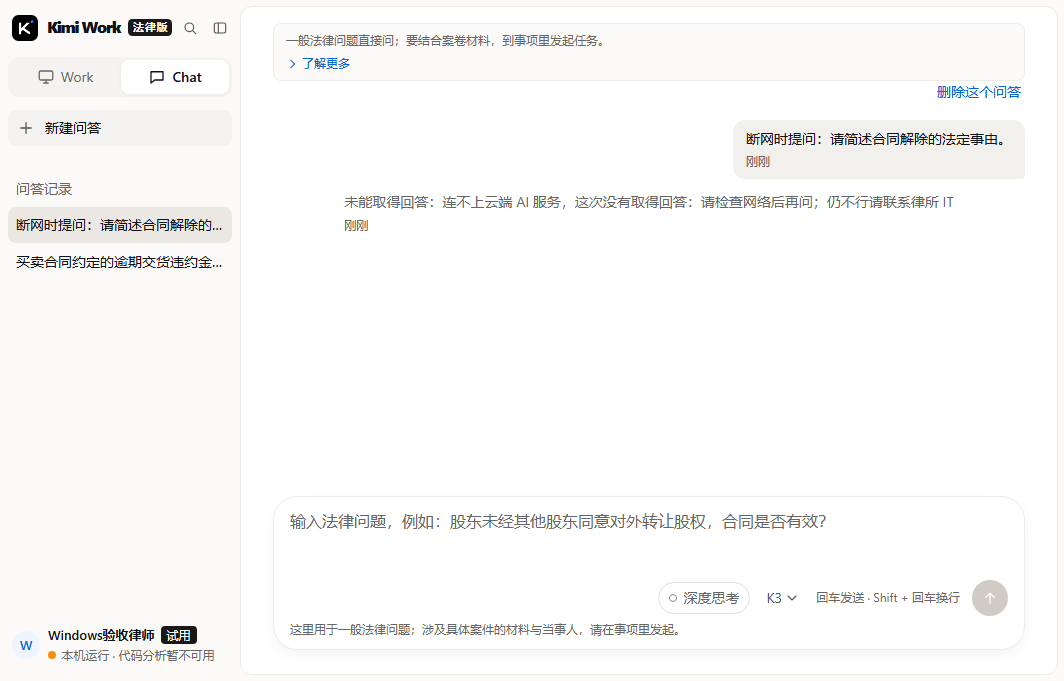 Kimi Work 法律版
Work
Chat
新建问答
问答记录
断网时提问：请简述合同解除的...
买卖合同约定的逾期交货违约金...
W
Windows验收律师 试用
本机运行 · 代码分析暂不可用
一般法律问题直接问；要结合案卷材料，到事项里发起任务。
了解更多
删除这个问答
断网时提问：请简述合同解除的法定事由。
刚刚
未能取得回答：连不上云端 AI 服务，这次没有取得回答：请检查网络后再问；仍不行请联系律所 IT
刚刚
输入法律问题，例如：股东未经其他股东同意对外转让股权，合同是否有效？
深度思考 K3 回车发送 · Shift + 回车换行
这里用于一般法律问题；涉及具体案件的材料与当事人，请在事项里发起。